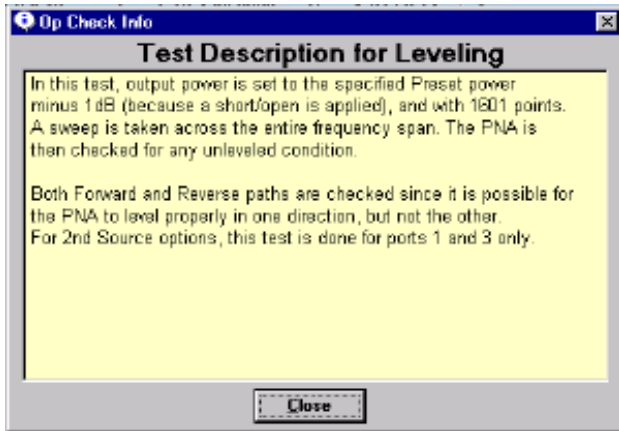 Op Check Info
Test Description for Leveling
In this test, output power is set to the specified Preset power
minus 1dB (because a short/open is applied), and with 1601 points.
A sweep is taken across the entire frequency span. The PNA is
then checked for any unleveled condition.
Both Forward and Reverse paths are checked since it is possible for
the PNA to level properly in one direction, but not the other.
For 2nd Source options, this test is done for ports 1 and 3 only.
Close